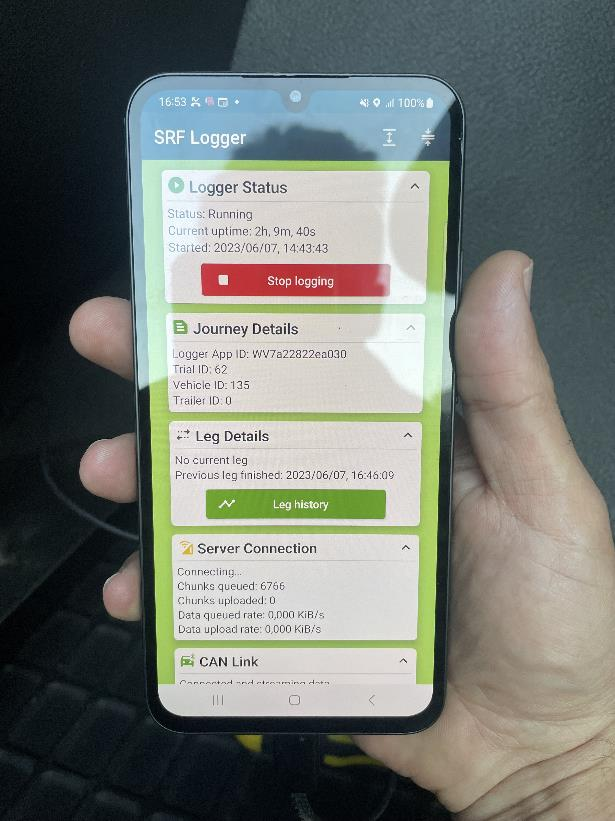 16:53 100%
SRF Logger
Logger Status
Status: Running
Current uptime: 2h, 9m, 40s
Started: 2023/06/07, 14:43:43
Stop logging
Journey Details
Logger App ID: WV7a22822ea030
Trial ID: 62
Vehicle ID: 135
Trailer ID: 0
Leg Details
No current leg
Previous leg finished: 2023/06/07, 16:46:09
Leg history
Server Connection
Connecting...
Chunks queued: 6766
Chunks uploaded: 0
Data queued rate: 0,000 KiB/s
Data upload rate: 0,000 KiB/s
CAN Link
Connected and streaming data